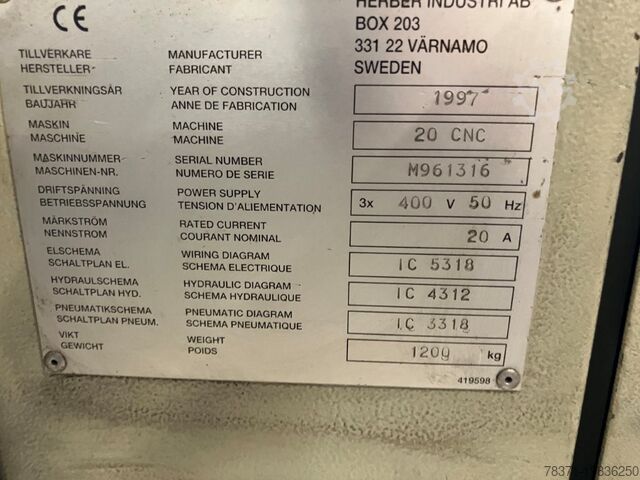 CE
HERBER INDUSTRI AB
BOX 203
331 22 VÄRNAMO
SWEDEN
TILLVERKARE MANUFACTURER
HERSTELLER FABRICANT
TILLVERKNINGSÅR YEAR OF CONSTRUCTION 1997
BAUJAHR ANNE DE FABRICATION
MASKIN MACHINE 20 CNC
MASCHINE MACHINE
MASKINNUMMER SERIAL NUMBER M961316
MASCHINEN-NR. NUMERO DE SERIE
DRIFTSPÄNNING POWER SUPPLY 3x 400 V 50 Hz
BETRIEBSSPANNUNG TENSION D'ALIEMENTATION
MÄRKSTRÖM RATED CURRENT 20 A
NENNSTROM COURANT NOMINAL
ELSCHEMA WIRING DIAGRAM IC 5318
SCHALTPLAN EL. SCHEMA ELECTRIQUE
HYDRAULSCHEMA HYDRAULIC DIAGRAM IC 4312
SCHALTPLAN HYD. SCHEMA HYDRAULIQUE
PNEUMATIKSCHEMA PNEUMATIC DIAGRAM IC 3318
SCHALTPLAN PNEUM. SCHEMA PNEUMATIQUE
VIKT WEIGHT 1200 kg
GEWICHT POIDS
419598